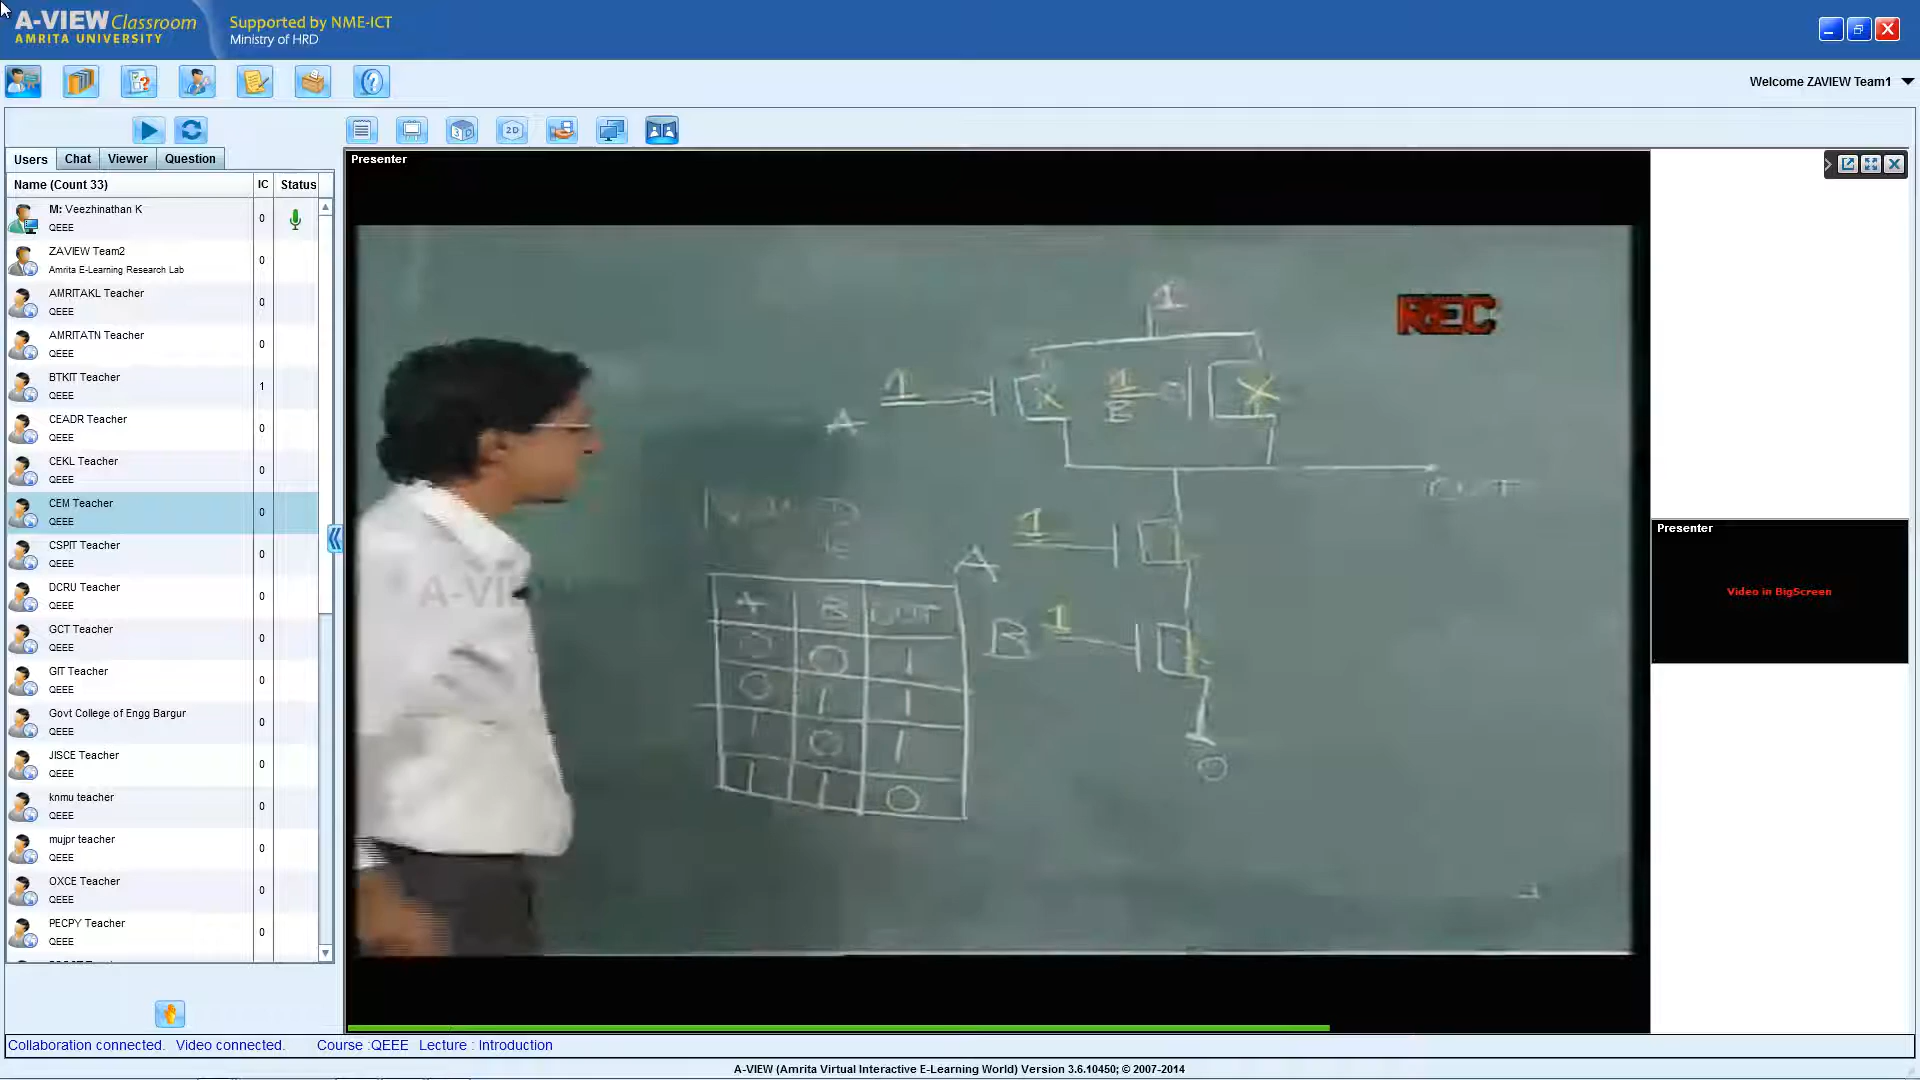 A-VIEW Classroom
AMRITA UNIVERSITY
Supported by NME-ICT
Ministry of HRD
Welcome ZAVIEW Team1
3D
2D
Users
Chat
Viewer
Question
Name (Count 33)
IC
Status
M: Veezhinathan K
QEEE
0
ZAVIEW Team2
Amrita E-Learning Research Lab
0
AMRITAKL Teacher
QEEE
0
AMRITATN Teacher
QEEE
0
BTKIT Teacher
QEEE
1
CEADR Teacher
QEEE
0
CEKL Teacher
QEEE
0
CEM Teacher
QEEE
0
CSPIT Teacher
QEEE
0
DCRU Teacher
QEEE
0
GCT Teacher
QEEE
0
GIT Teacher
QEEE
0
Govt College of Engg Bargur
QEEE
0
JISCE Teacher
QEEE
0
knmu teacher
QEEE
0
mujpr teacher
QEEE
0
OXCE Teacher
QEEE
0
PECPY Teacher
QEEE
0
Presenter
REC
1
A 1
1
B
X
X
OUT
1
A
B 1
0
A B OUT
0 0 1
0 1 1
1 0 1
1 1 0
Presenter
Video in BigScreen
Collaboration connected. Video connected. Course :QEEE Lecture : Introduction
A-VIEW (Amrita Virtual Interactive E-Learning World) Version 3.6.10450; © 2007-2014